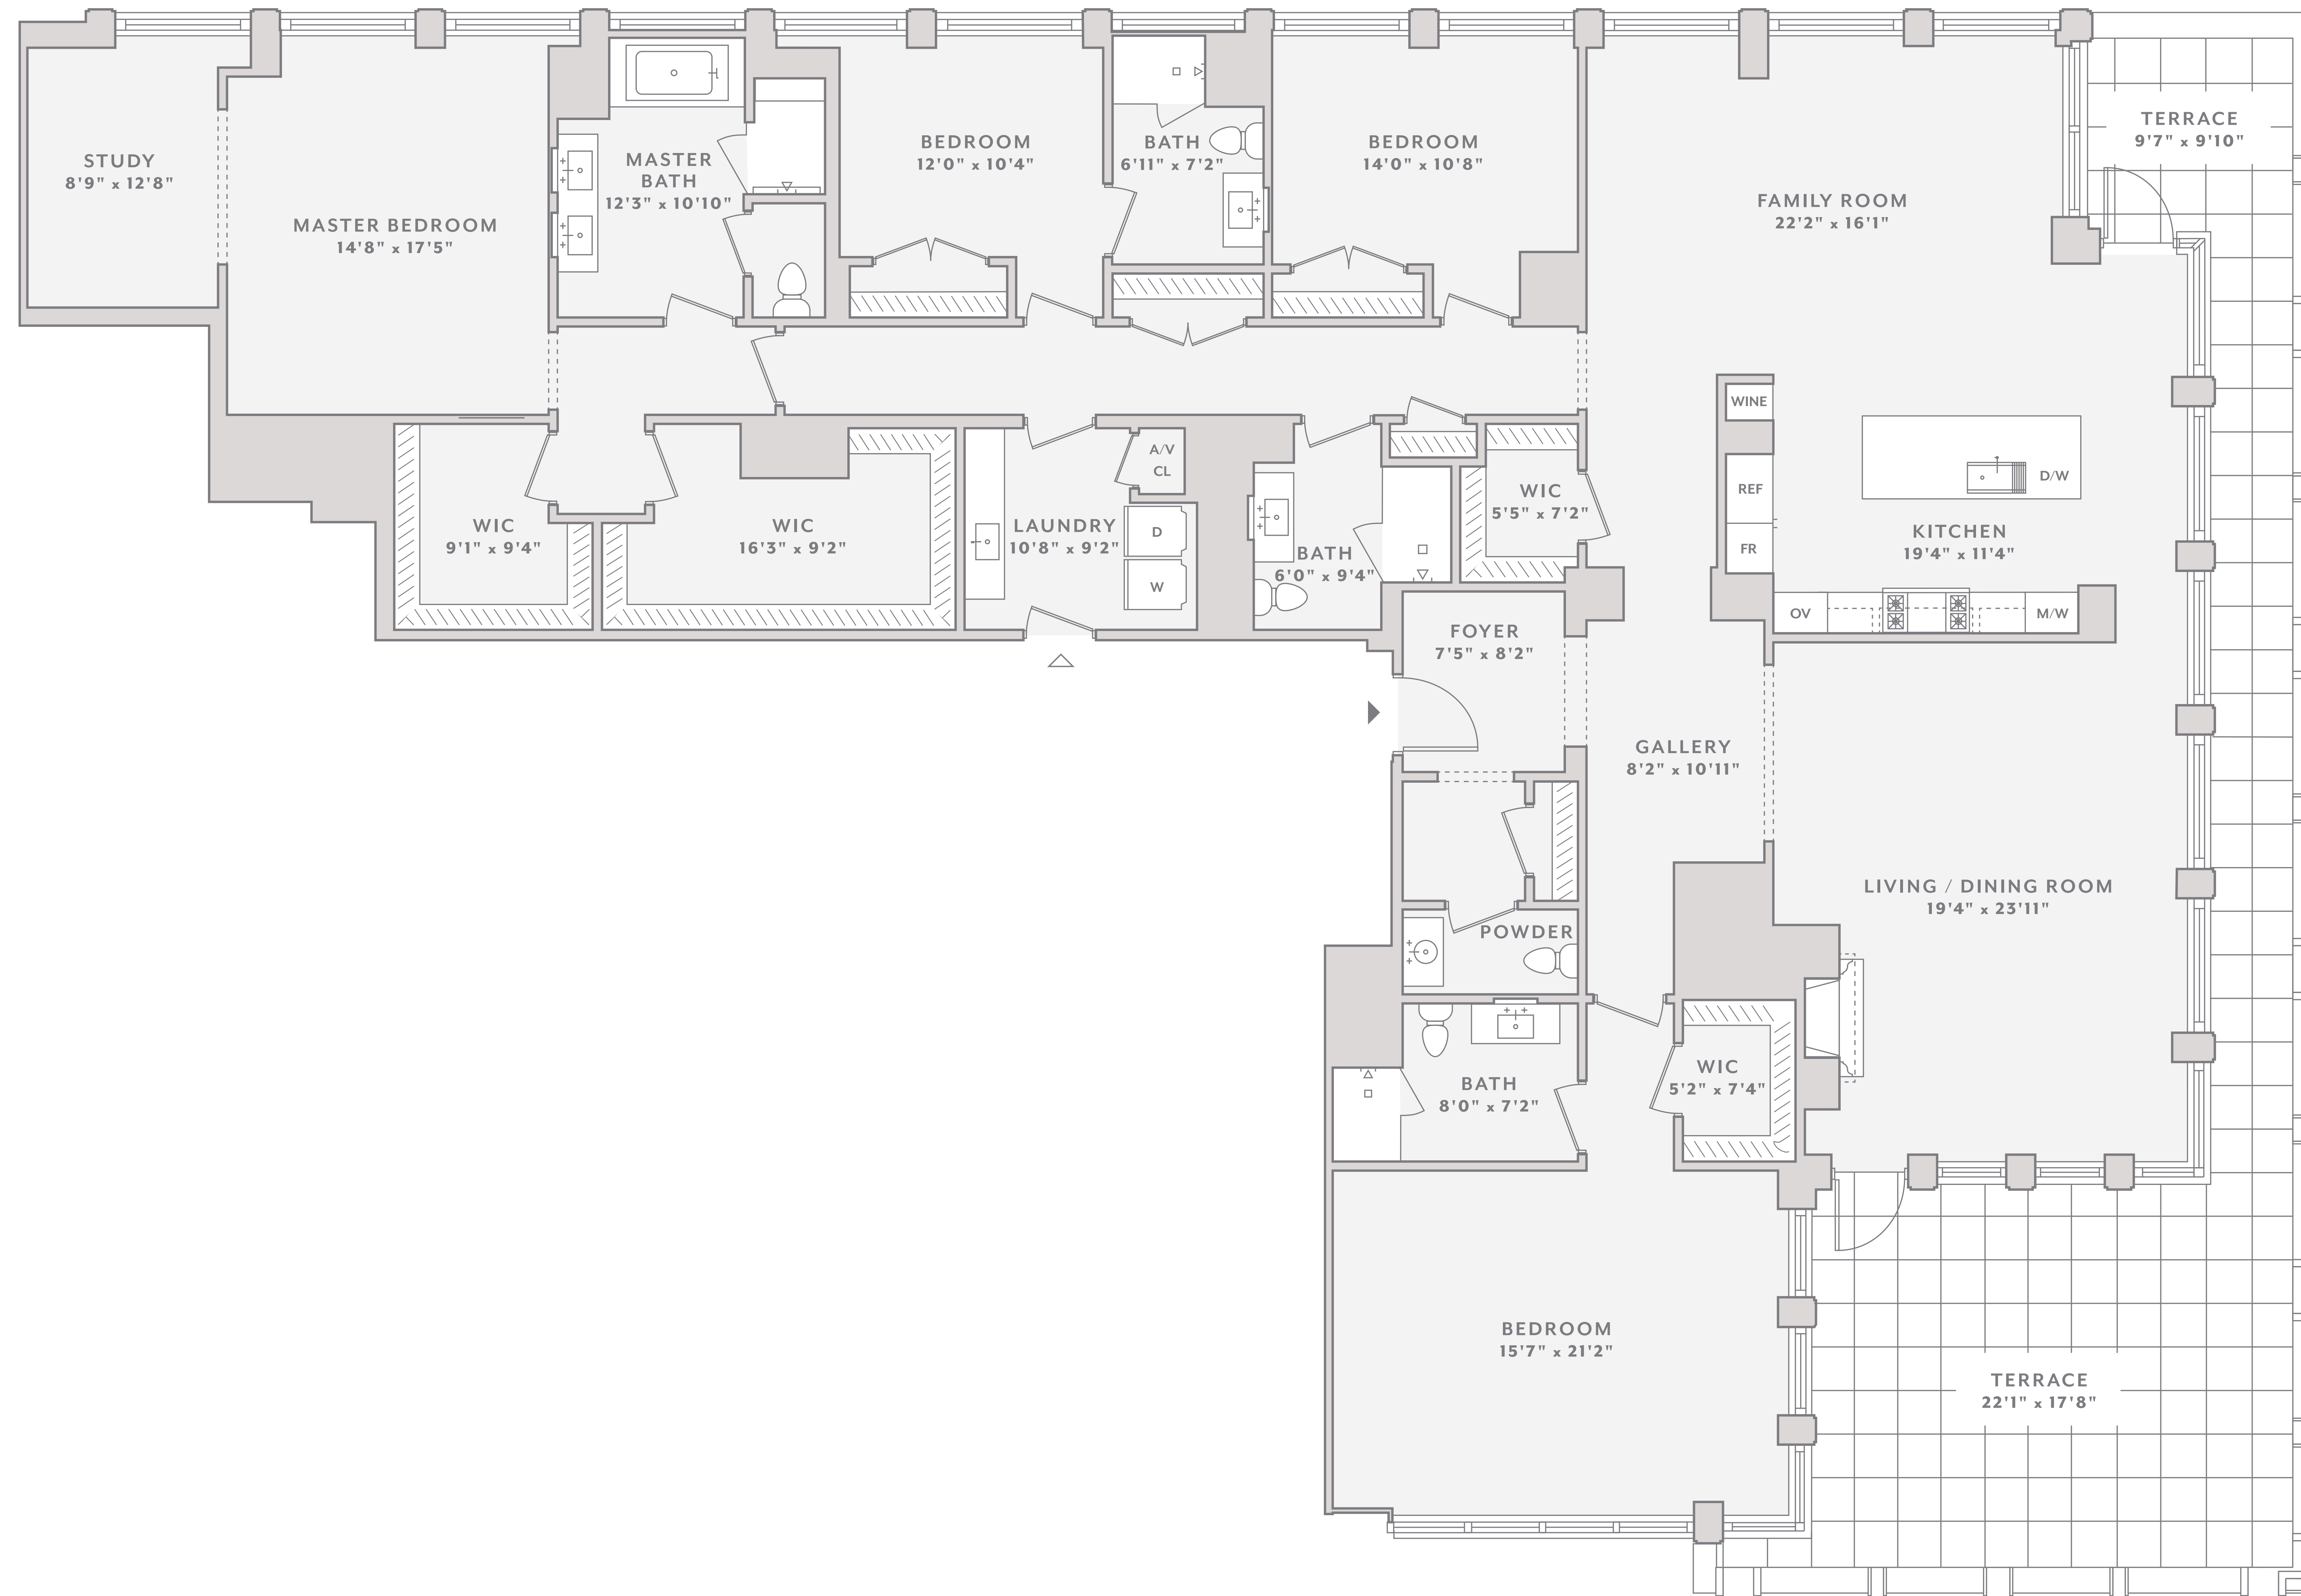 STUDY
8'9" x 12'8"
MASTER BEDROOM
14'8" x 17'5"
MASTER
BATH
12'3" x 10'10"
BEDROOM
12'0" x 10'4"
BATH
6'11" x 7'2"
BEDROOM
14'0" x 10'8"
FAMILY ROOM
22'2" x 16'1"
TERRACE
9'7" x 9'10"
WINE
REF
FR
D/W
KITCHEN
19'4" x 11'4"
OV
M/W
WIC
9'1" x 9'4"
WIC
16'3" x 9'2"
LAUNDRY
10'8" x 9'2"
A/V
CL
D
W
BATH
6'0" x 9'4"
WIC
5'5" x 7'2"
FOYER
7'5" x 8'2"
GALLERY
8'2" x 10'11"
LIVING / DINING ROOM
19'4" x 23'11"
POWDER
BATH
8'0" x 7'2"
WIC
5'2" x 7'4"
BEDROOM
15'7" x 21'2"
TERRACE
22'1" x 17'8"